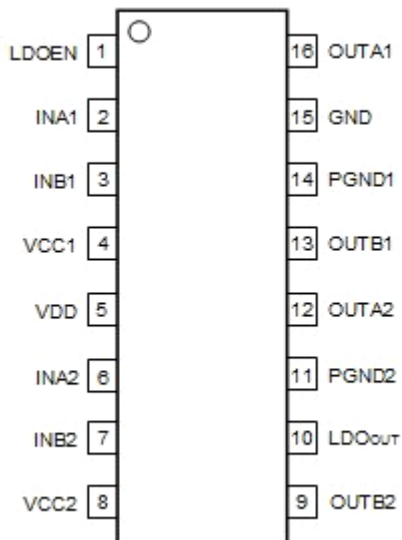 LDOEN 1 16 OUTA1
INA1 2 15 GND
INB1 3 14 PGND1
VCC1 4 13 OUTB1
VDD 5 12 OUTA2
INA2 6 11 PGND2
INB2 7 10 LDOOUT
VCC2 8 9 OUTB2